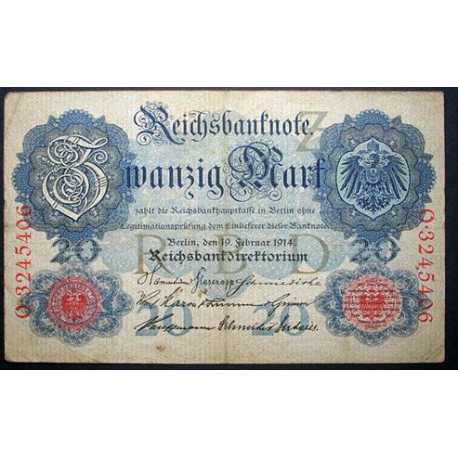 Reichsbanknote
Z
Zwanzig Mark
zahlt die Reichsbankhauptkasse in Berlin ohne
Legitimationsprüfung dem Einlieferer dieser Banknote
20 20
Berlin, den 19. Februar 1914.
R B D
Reichsbankdirektorium
20 20
O·3245406
O·3245406